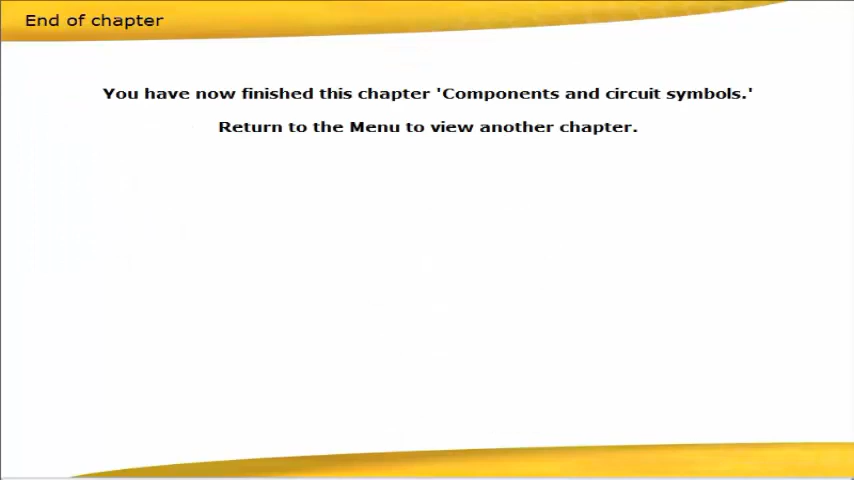 End of chapter
You have now finished this chapter 'Components and circuit symbols.'
Return to the Menu to view another chapter.